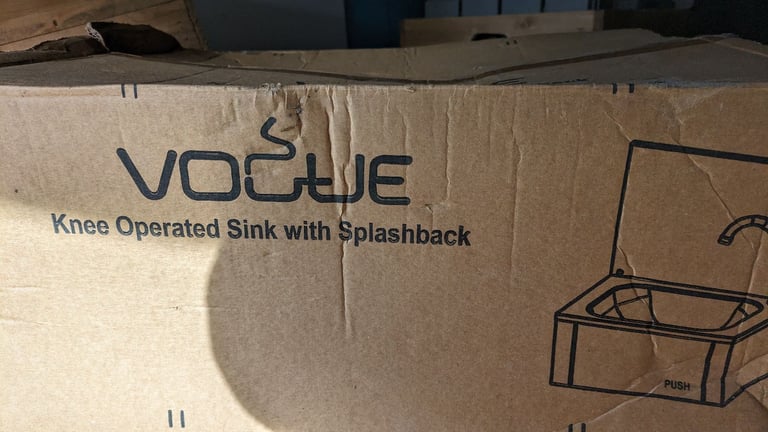 VOGUE
Knee Operated Sink with Splashback
PUSH